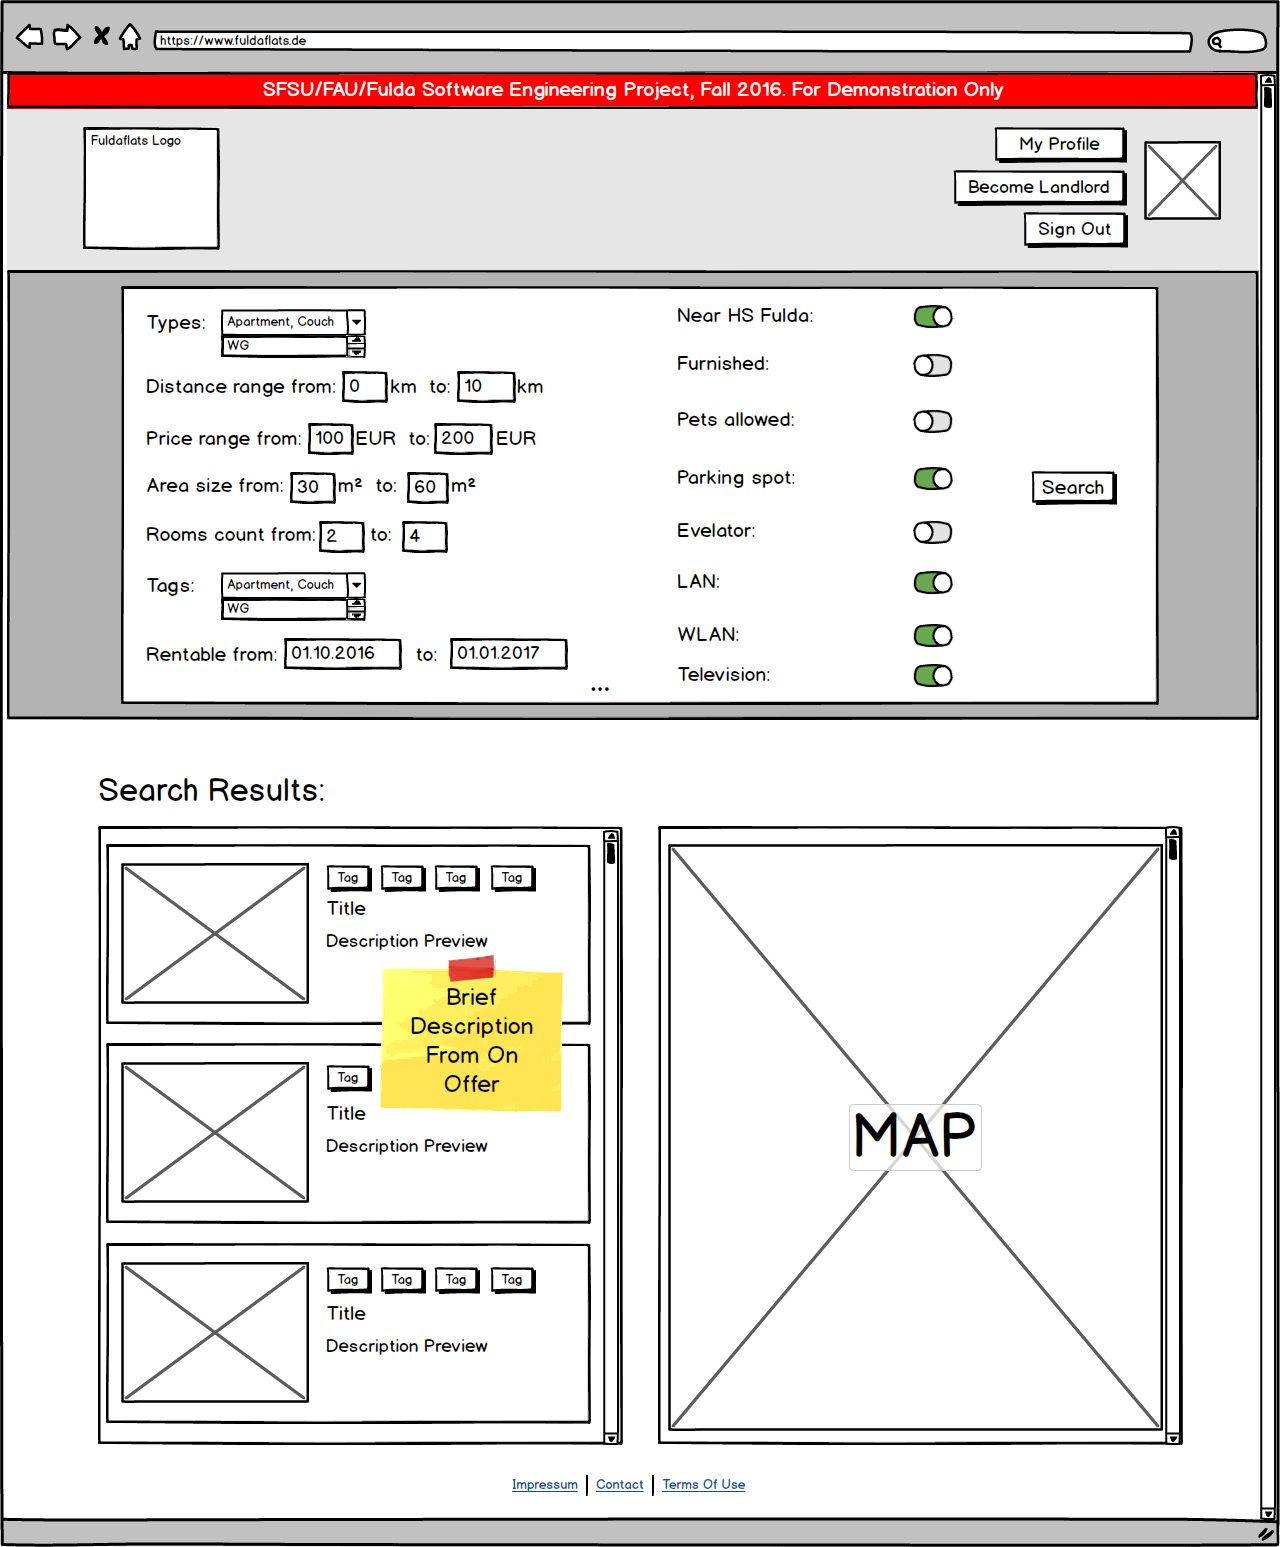 https://www.fuldaflats.de
SFSU/FAU/Fulda Software Engineering Project, Fall 2016. For Demonstration Only
Fuldaflats Logo
My Profile
Become Landlord
Sign Out
Types: Apartment, Couch
WG
Distance range from: 0 km to: 10 km
Price range from: 100 EUR to: 200 EUR
Area size from: 30 m² to: 60 m²
Rooms count from: 2 to: 4
Tags: Apartment, Couch
WG
Rentable from: 01.10.2016 to: 01.01.2017
...
Near HS Fulda:
Furnished:
Pets allowed:
Parking spot:
Evelator:
LAN:
WLAN:
Television:
Search
Search Results:
Tag Tag Tag Tag
Title
Description Preview
Brief
Description
From On
Offer
Tag
Title
Description Preview
Tag Tag Tag Tag
Title
Description Preview
MAP
Impressum | Contact | Terms Of Use